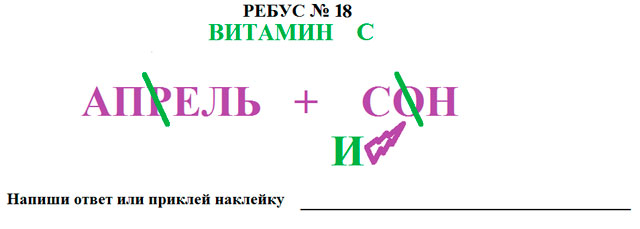 РЕБУС № 18
ВИТАМИН С
АПРЕЛЬ + СОН
И
Напиши ответ или приклей наклейку